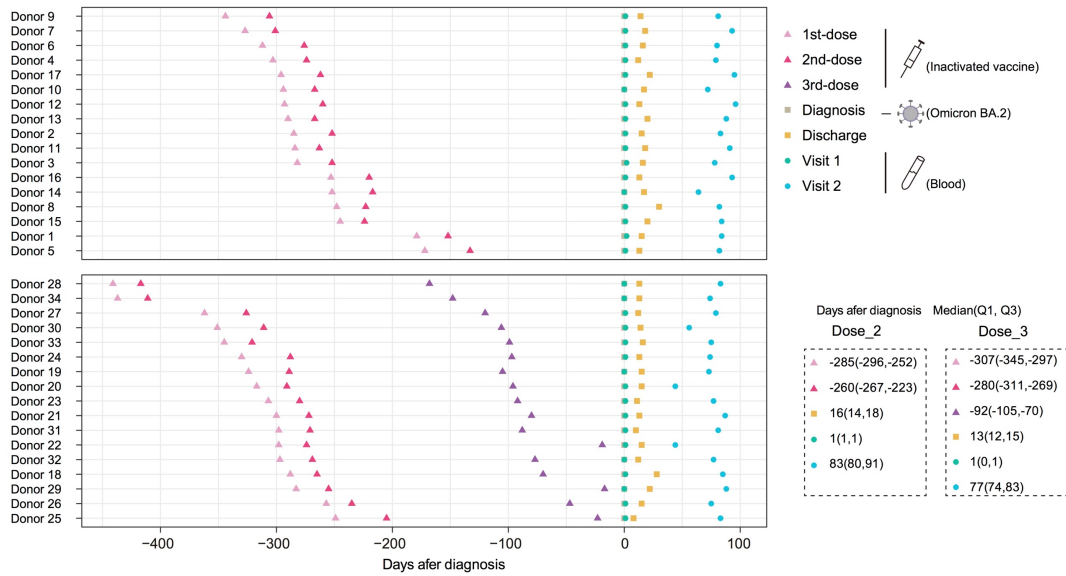 Donor 9
Donor 7
Donor 6
Donor 4
Donor 17
Donor 10
Donor 12
Donor 13
Donor 2
Donor 11
Donor 3
Donor 16
Donor 14
Donor 8
Donor 15
Donor 1
Donor 5
1st-dose
2nd-dose
3rd-dose
(Inactivated vaccine)
Diagnosis
(Omicron BA.2)
Discharge
Visit 1
Visit 2
(Blood)
Donor 28
Donor 34
Donor 27
Donor 30
Donor 33
Donor 24
Donor 19
Donor 20
Donor 23
Donor 21
Donor 31
Donor 22
Donor 32
Donor 18
Donor 29
Donor 26
Donor 25
−400 −300 −200 −100 0 100
Days afer diagnosis
Days afer diagnosis Median(Q1, Q3)
Dose_2
-285(-296,-252)
-260(-267,-223)
16(14,18)
1(1,1)
83(80,91)
Dose_3
-307(-345,-297)
-280(-311,-269)
-92(-105,-70)
13(12,15)
1(0,1)
77(74,83)